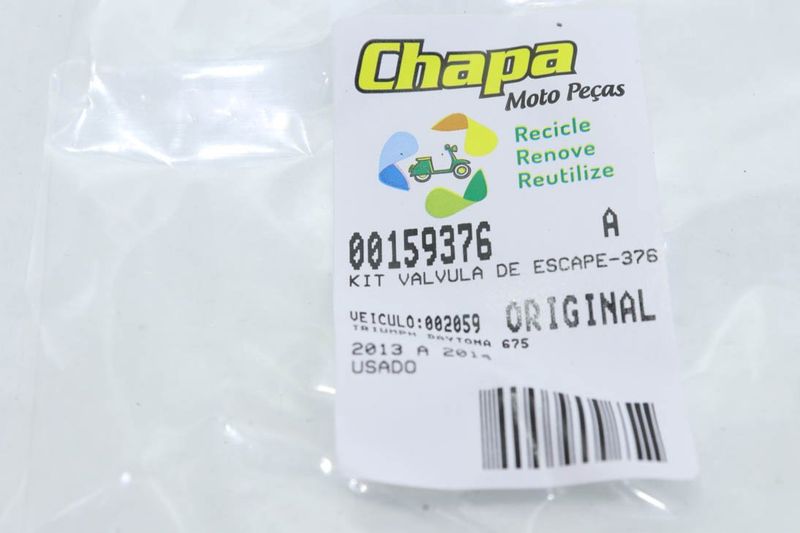 Chapa
Moto Peças
Recicle
Renove
Reutilize
00159376 A
KIT VALVULA DE ESCAPE-376
VEICULO:002059 ORIGINAL
TRIUMPH DAYTONA 675
2013 A
USADO